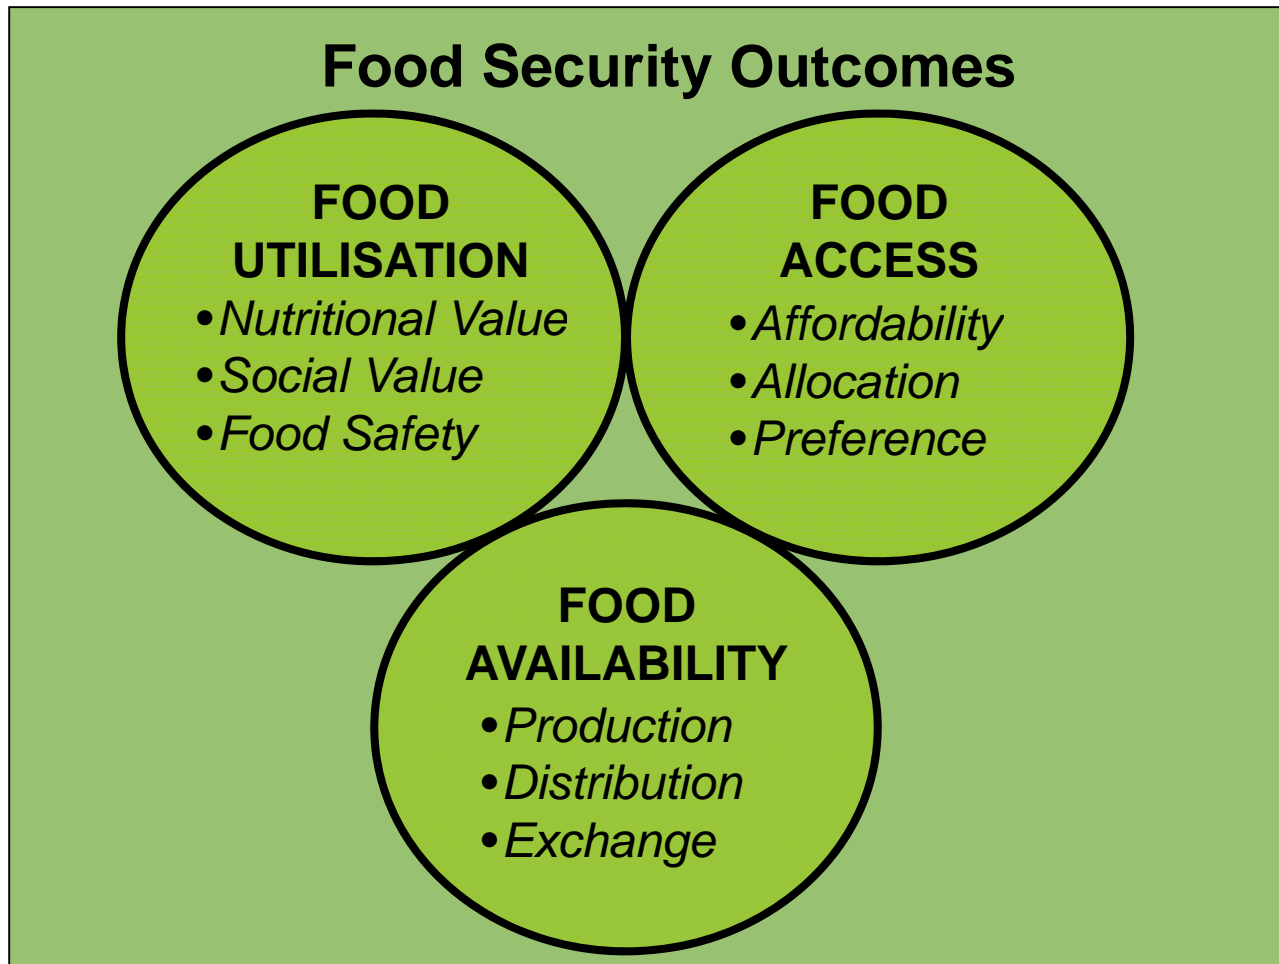 Food Security Outcomes
FOOD
UTILISATION
•Nutritional Value
•Social Value
•Food Safety
FOOD
ACCESS
•Affordability
•Allocation
•Preference
FOOD
AVAILABILITY
•Production
•Distribution
•Exchange